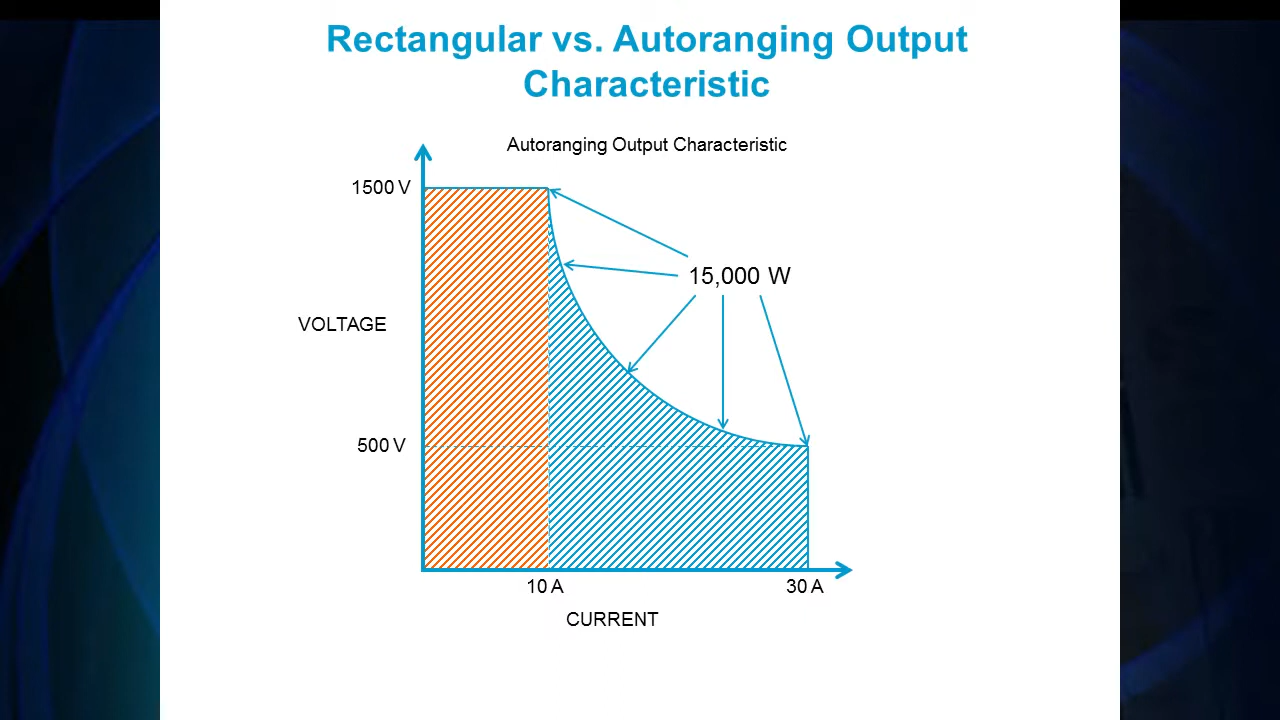 Rectangular vs. Autoranging Output
Characteristic
Autoranging Output Characteristic
1500 V
15,000 W
VOLTAGE
500 V
10 A
30 A
CURRENT